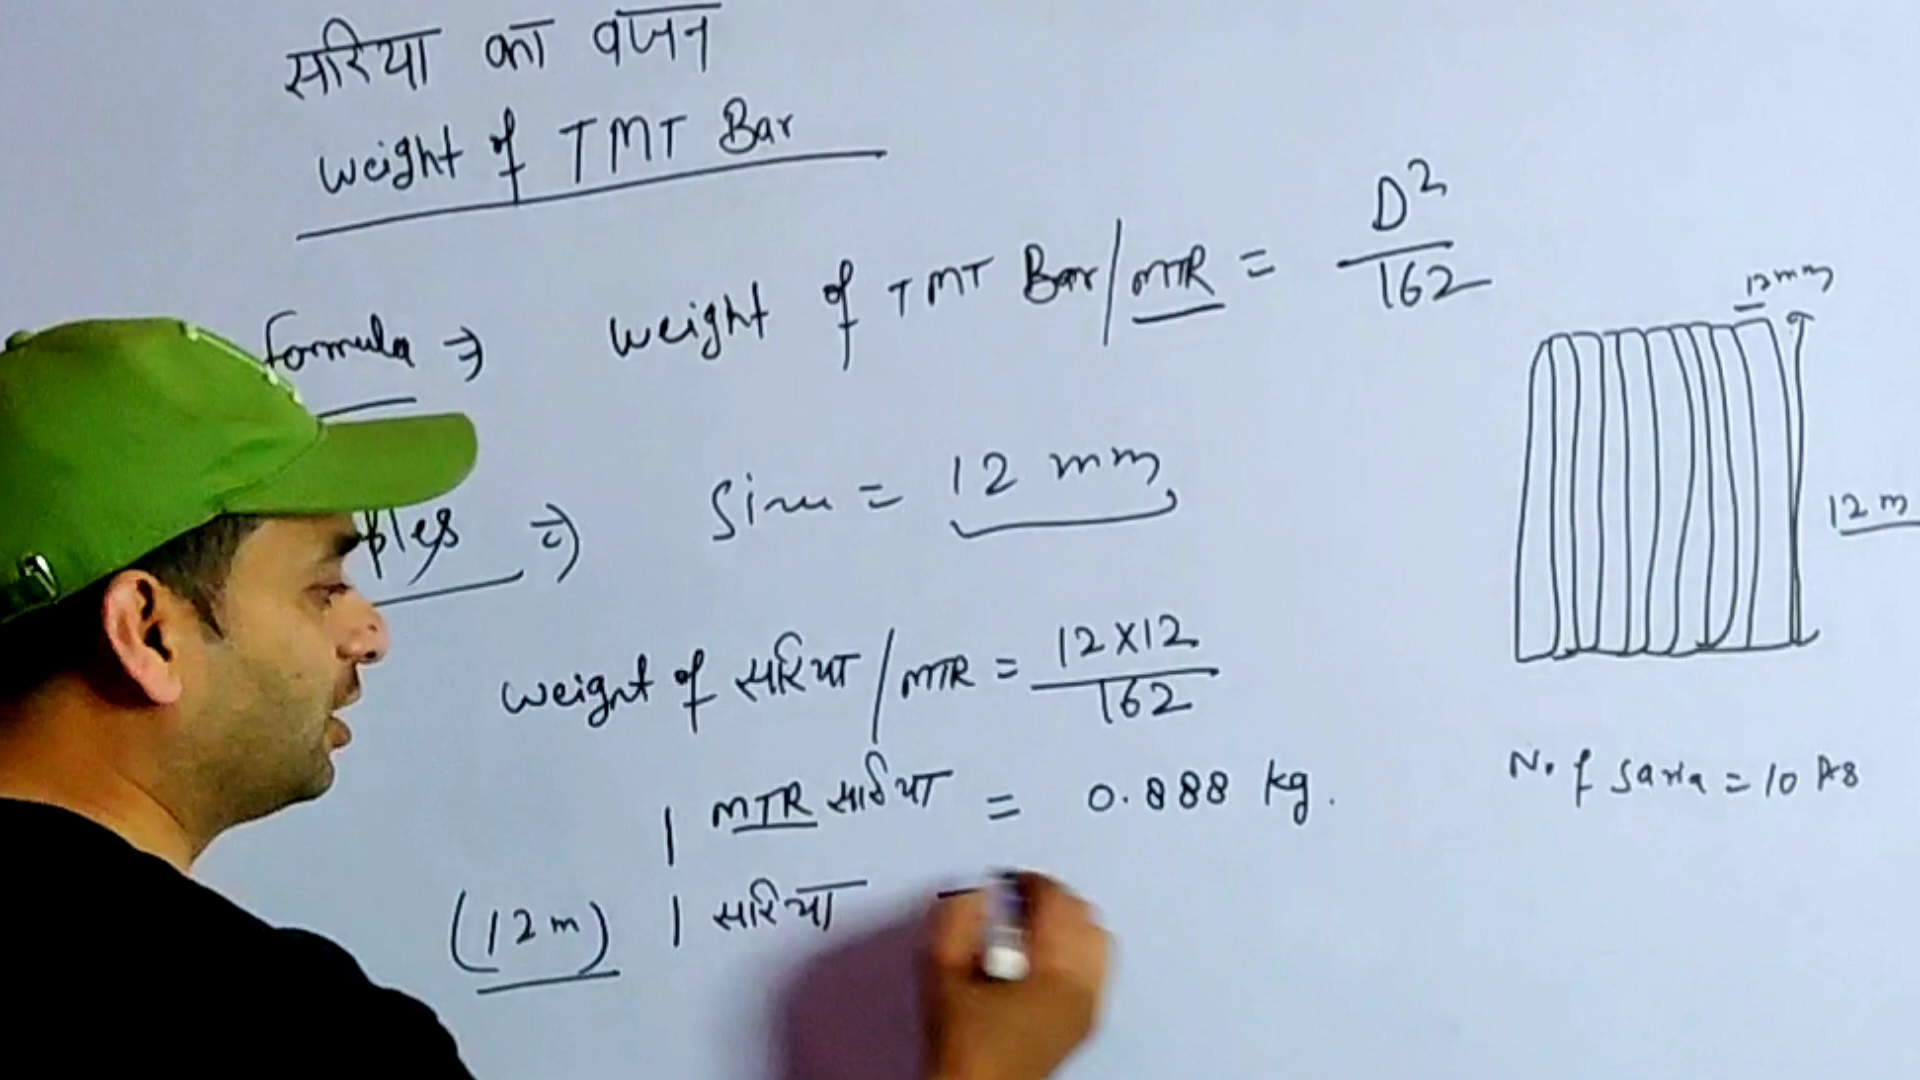 सरिया का वजन
Weight of TMT Bar
formula ⇒ Weight of TMT Bar/MTR = D²/162
ples ⇒ Size = 12 mm
Weight of सरिया/MTR = 12×12/162
1 MTR सरिया = 0.888 kg.
(12m) 1 सरिया
12mm
12 m
No. of Saria = 10